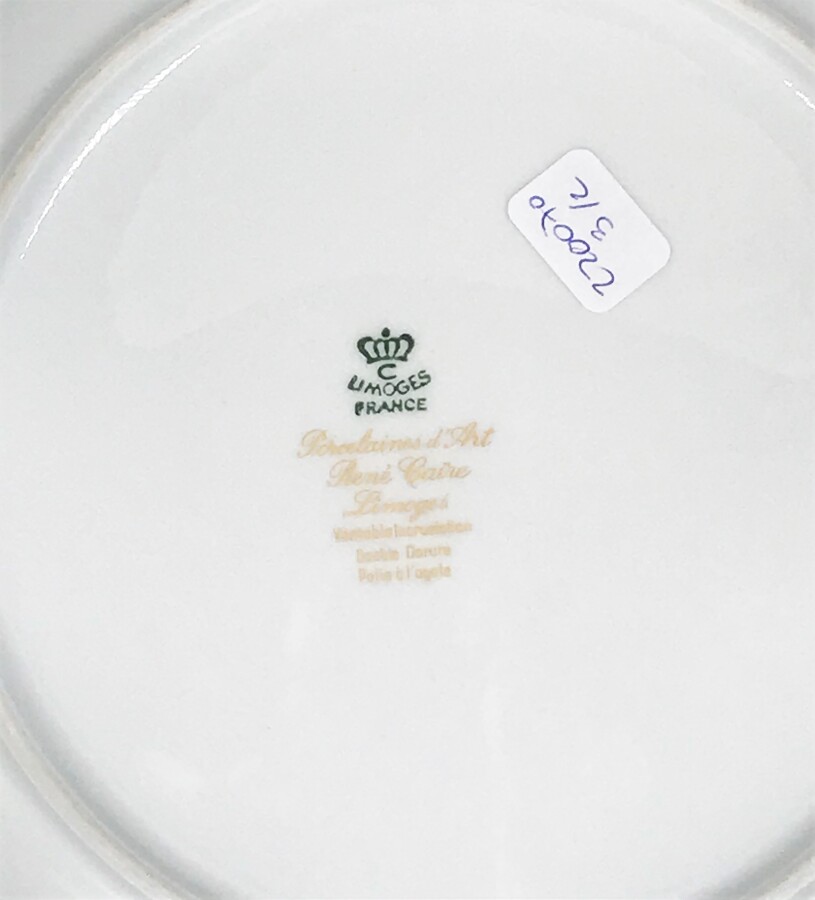 C
LIMOGES
FRANCE
Porcelaines d'Art
René Caire
Limoges
Véritable Incrustation
Double Dorure
Polie à l'agate
220070
3/2